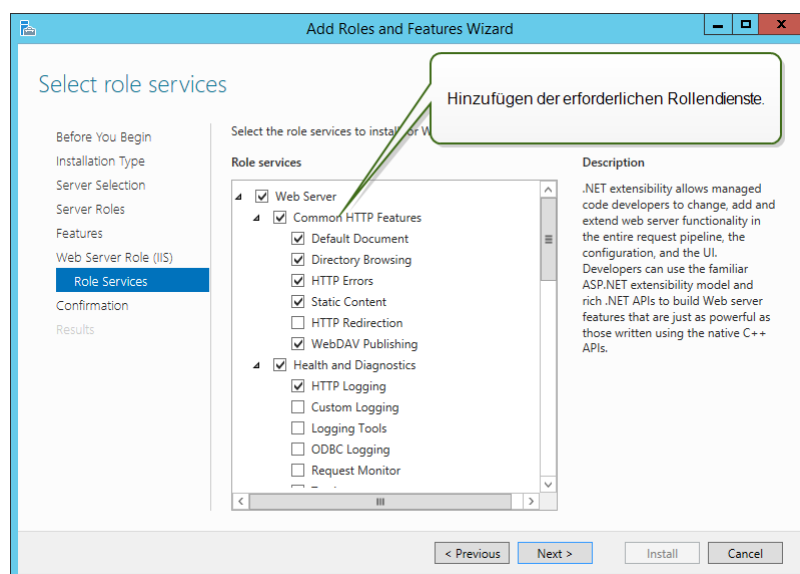 Add Roles and Features Wizard
Select role services
Hinzufügen der erforderlichen Rollendienste.
Before You Begin
Installation Type
Server Selection
Server Roles
Features
Web Server Role (IIS)
Role Services
Confirmation
Results
Select the role services to install for W
Role services
Web Server
Common HTTP Features
Default Document
Directory Browsing
HTTP Errors
Static Content
HTTP Redirection
WebDAV Publishing
Health and Diagnostics
HTTP Logging
Custom Logging
Logging Tools
ODBC Logging
Request Monitor
Description
.NET extensibility allows managed
code developers to change, add and
extend web server functionality in
the entire request pipeline, the
configuration, and the UI.
Developers can use the familiar
ASP.NET extensibility model and
rich .NET APIs to build Web server
features that are just as powerful as
those written using the native C++
APIs.
< Previous
Next >
Install
Cancel